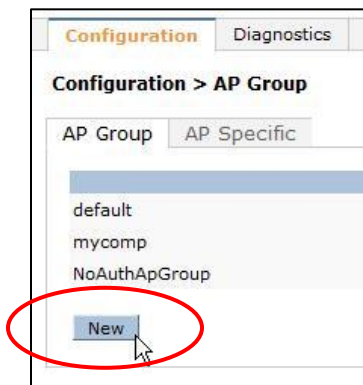 Configuration Diagnostics
Configuration > AP Group
AP Group AP Specific
default
mycomp
NoAuthApGroup
New